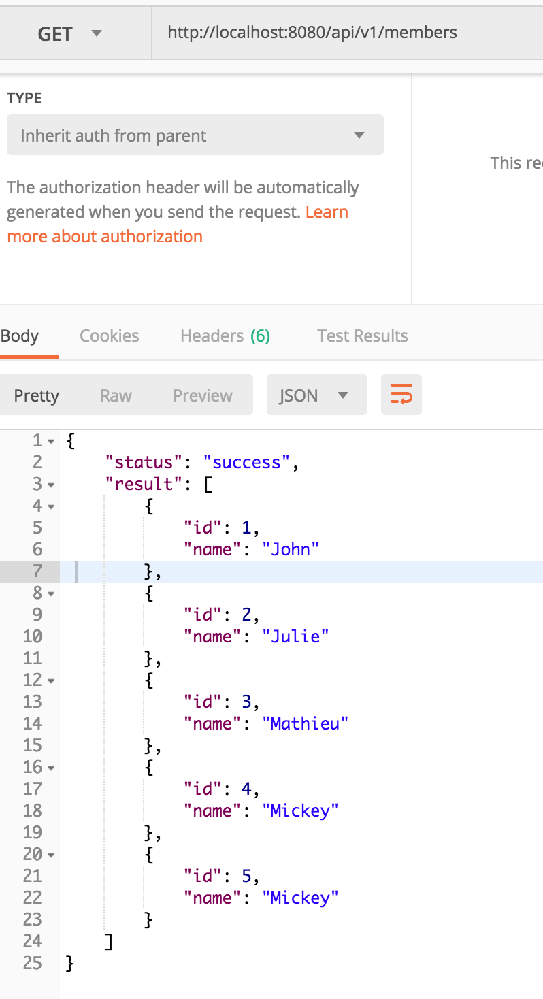 GET http://localhost:8080/api/v1/members
TYPE
Inherit auth from parent
This re
The authorization header will be automatically
generated when you send the request. Learn
more about authorization
Body Cookies Headers (6) Test Results
Pretty Raw Preview JSON
1 {
2 "status": "success",
3 "result": [
4 {
5 "id": 1,
6 "name": "John"
7 },
8 {
9 "id": 2,
10 "name": "Julie"
11 },
12 {
13 "id": 3,
14 "name": "Mathieu"
15 },
16 {
17 "id": 4,
18 "name": "Mickey"
19 },
20 {
21 "id": 5,
22 "name": "Mickey"
23 }
24 ]
25 }